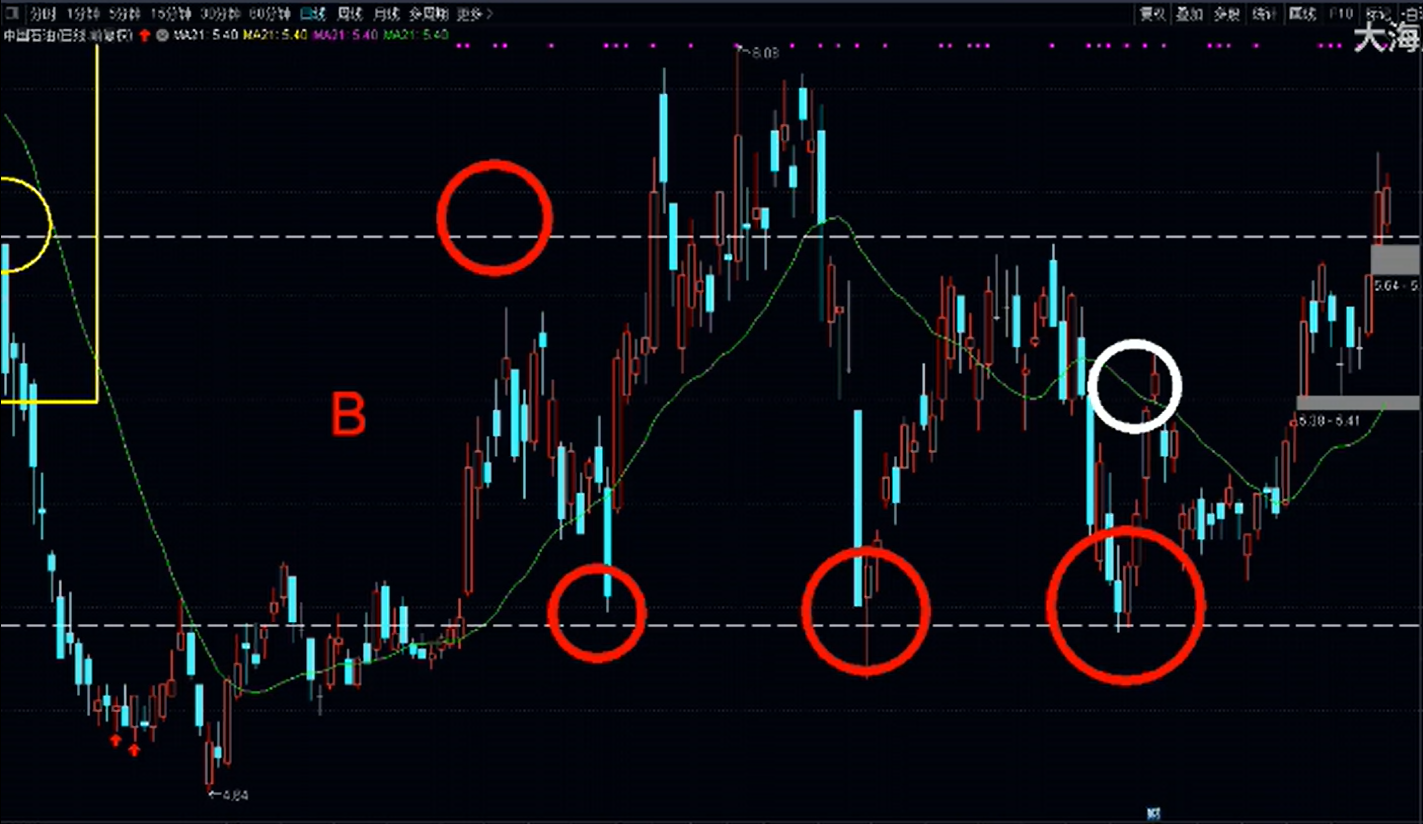 分时 1分钟 5分钟 15分钟 30分钟 60分钟 日线 周线 月线 多周期 更多>
复权 叠加 多股 统计 画线 F10 标记
中国石油(日线 前复权) MA21: 5.40 MA21: 5.40 MA21: 5.40 MA21: 5.40
大海
6.03
5.64 - 5.
B
5.38 - 5.41
4.64
财